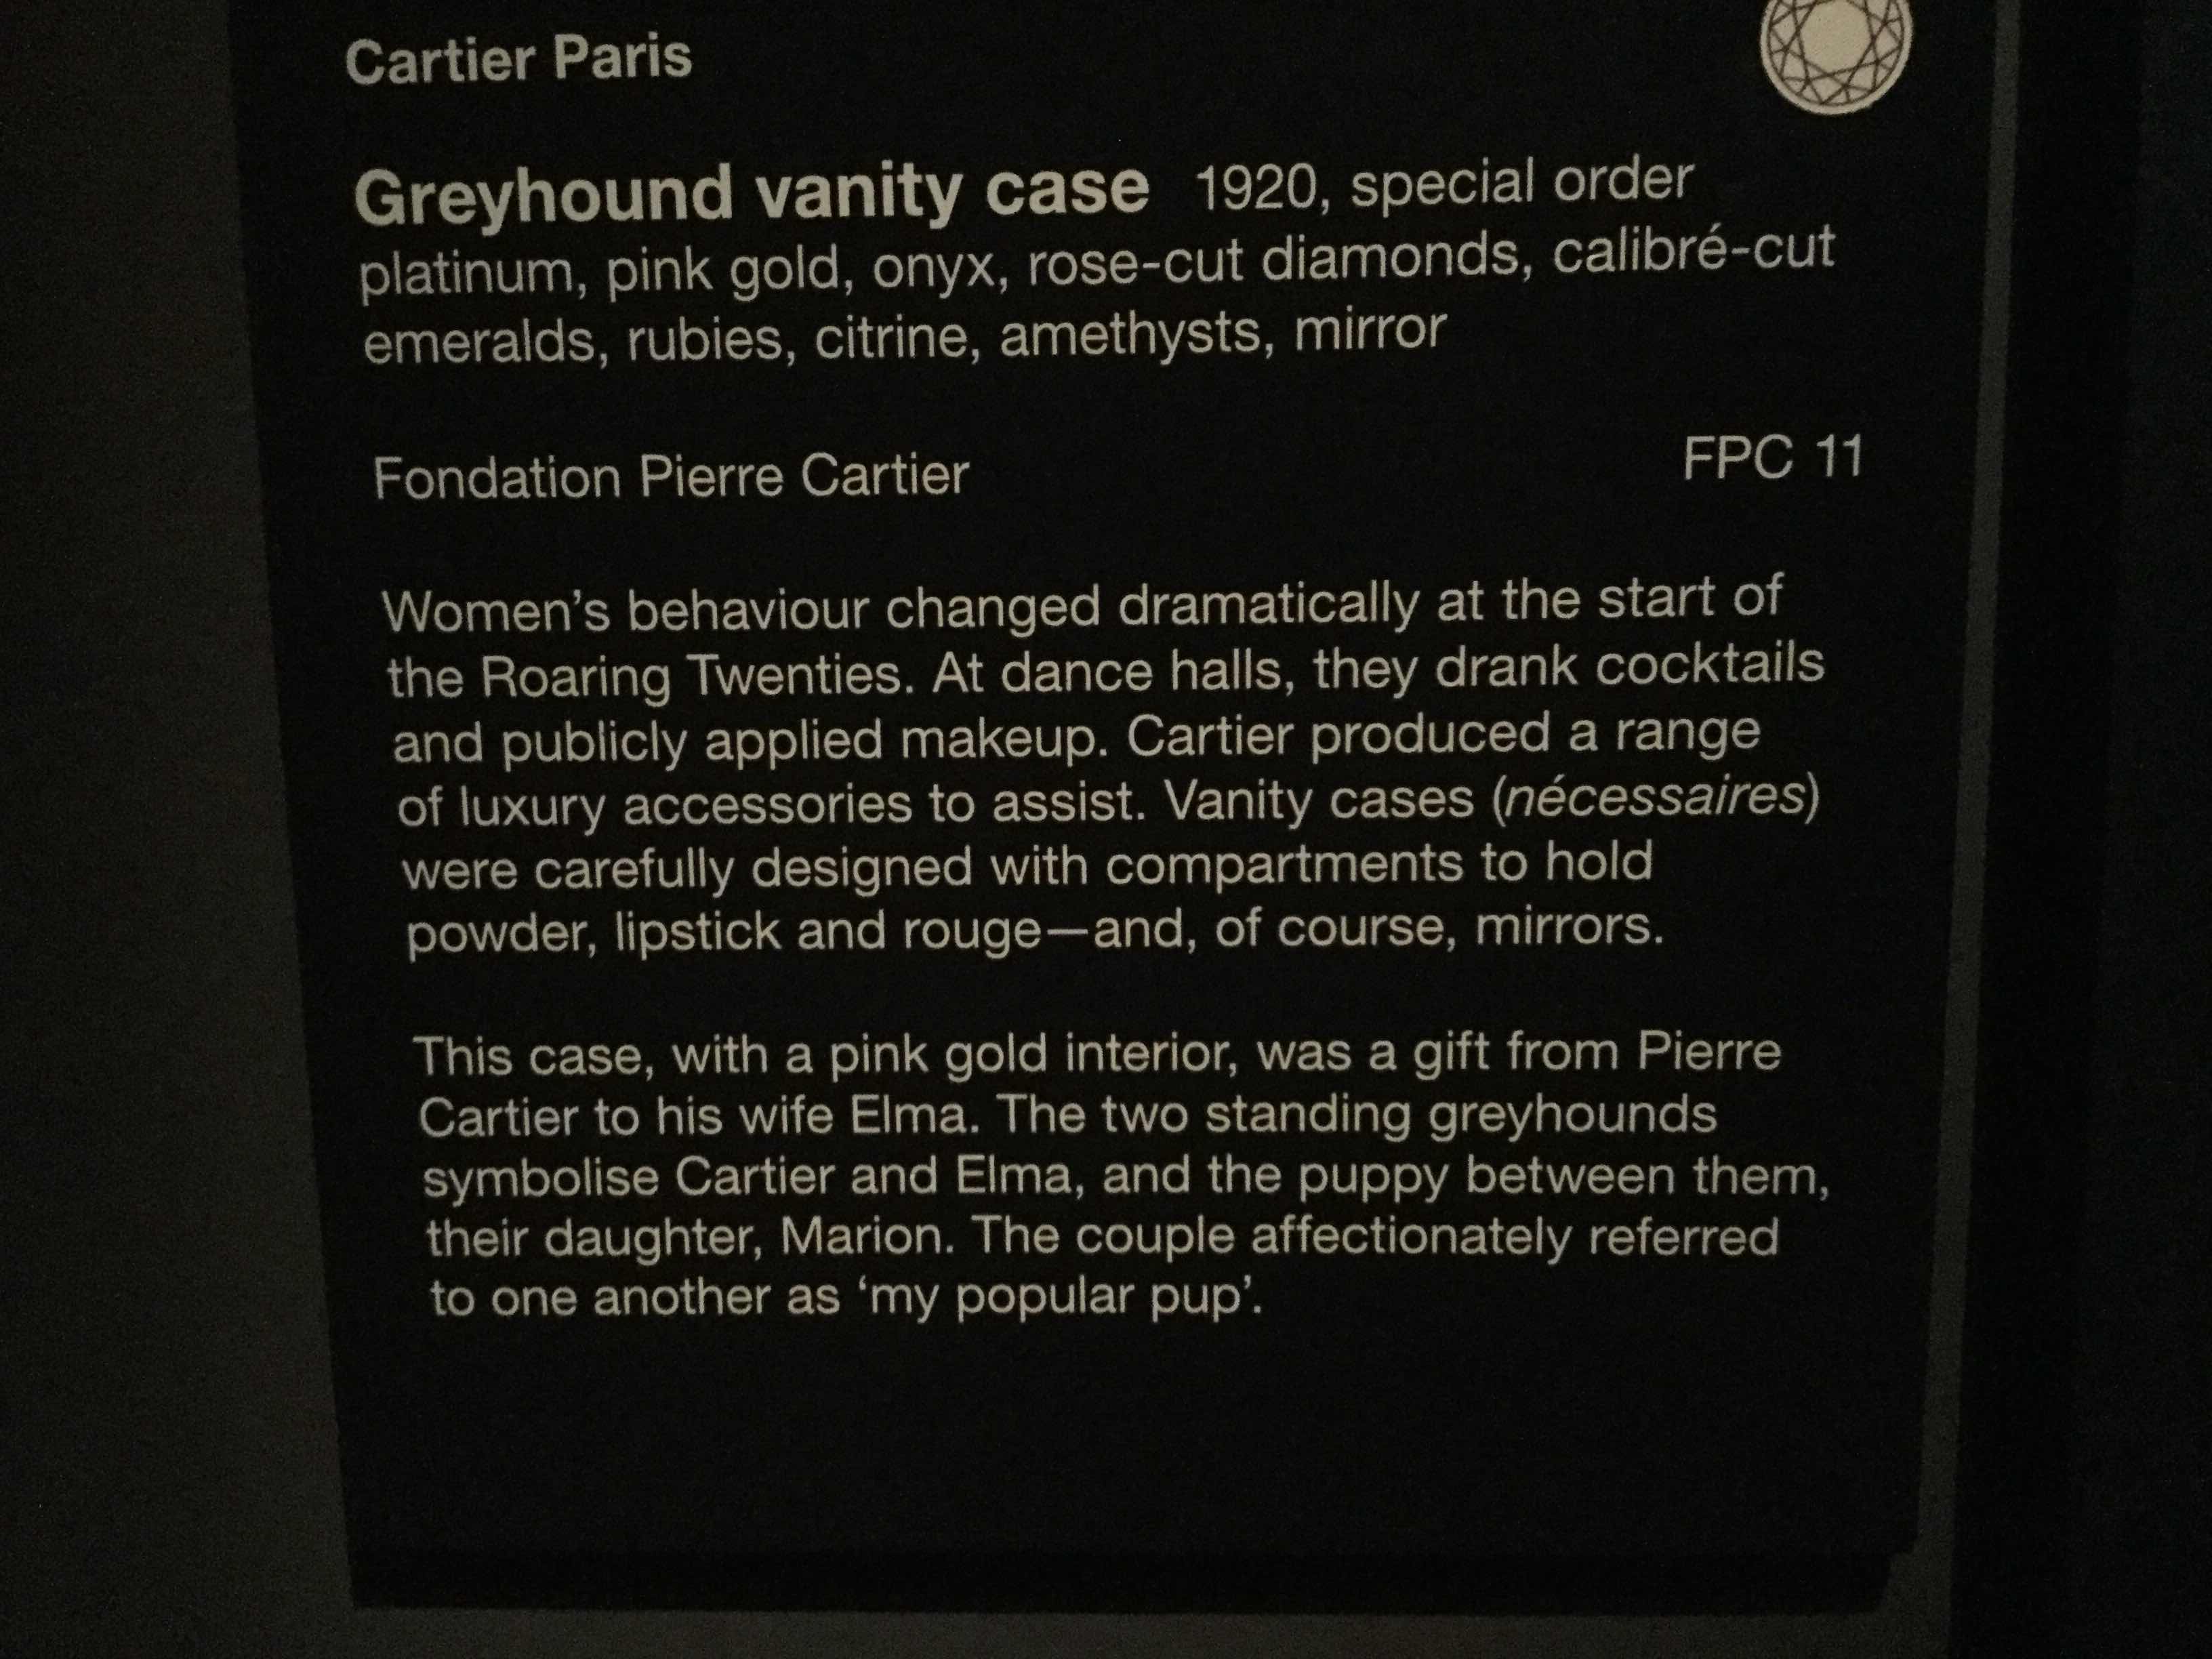 Cartier Paris
Greyhound vanity case 1920, special order
platinum, pink gold, onyx, rose-cut diamonds, calibré-cut
emeralds, rubies, citrine, amethysts, mirror
Fondation Pierre Cartier FPC 11
Women’s behaviour changed dramatically at the start of
the Roaring Twenties. At dance halls, they drank cocktails
and publicly applied makeup. Cartier produced a range
of luxury accessories to assist. Vanity cases (nécessaires)
were carefully designed with compartments to hold
powder, lipstick and rouge—and, of course, mirrors.
This case, with a pink gold interior, was a gift from Pierre
Cartier to his wife Elma. The two standing greyhounds
symbolise Cartier and Elma, and the puppy between them,
their daughter, Marion. The couple affectionately referred
to one another as ‘my popular pup’.